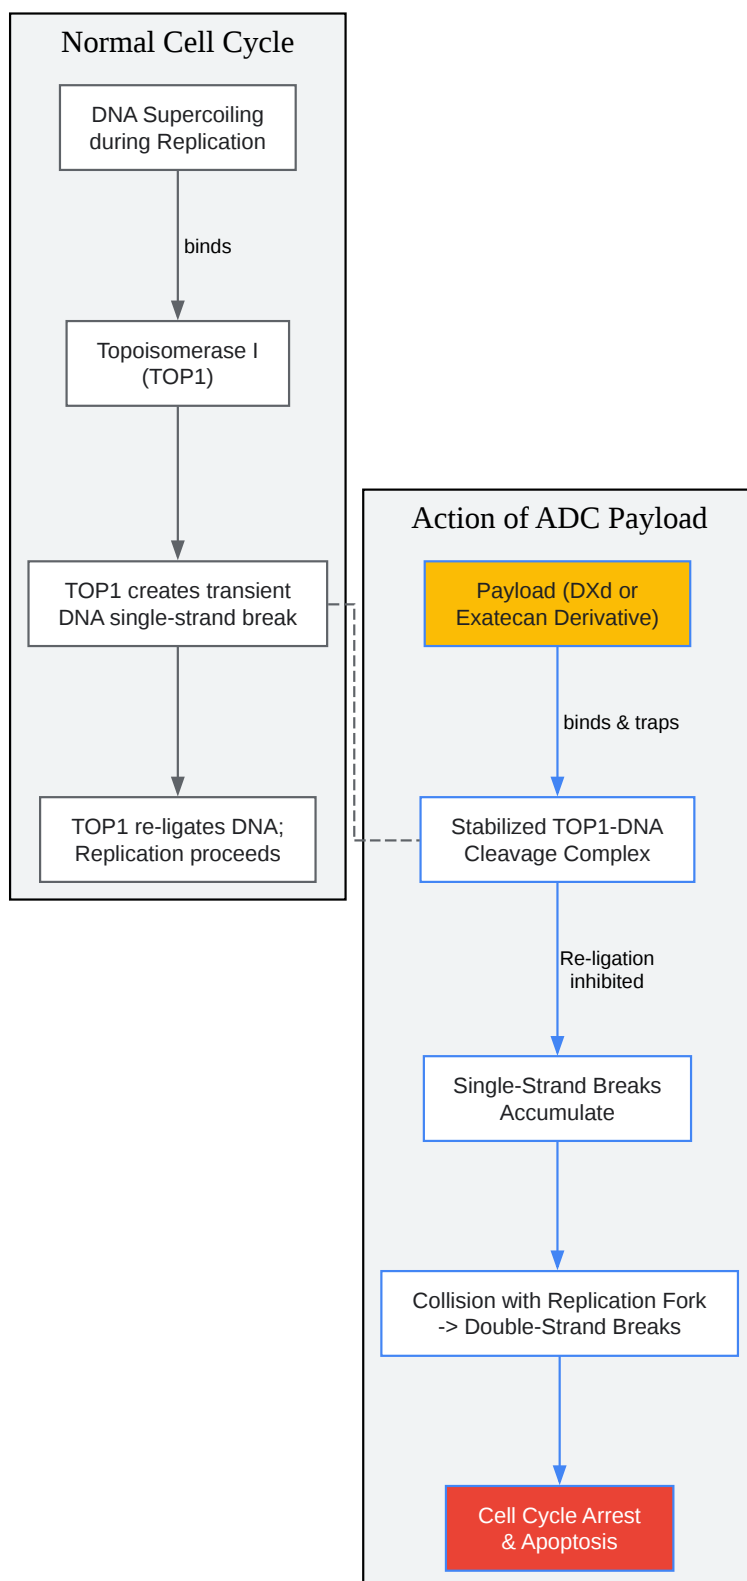 Normal Cell Cycle
DNA Supercoiling
during Replication
binds
Topoisomerase I
(TOP1)
TOP1 creates transient
DNA single-strand break
TOP1 re-ligates DNA;
Replication proceeds
Action of ADC Payload
Payload (DXd or
Exatecan Derivative)
binds & traps
Stabilized TOP1-DNA
Cleavage Complex
Re-ligation
inhibited
Single-Strand Breaks
Accumulate
Collision with Replication Fork
-> Double-Strand Breaks
Cell Cycle Arrest
& Apoptosis